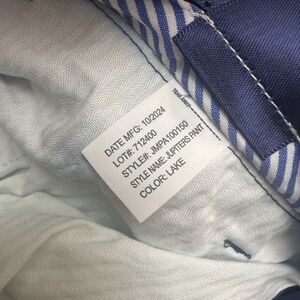 DATE MFG: 10/2024
LOT#: 712400
STYLE#: JMPA100150
STYLE NAME: JUPITERS PANT
COLOR: LAKE